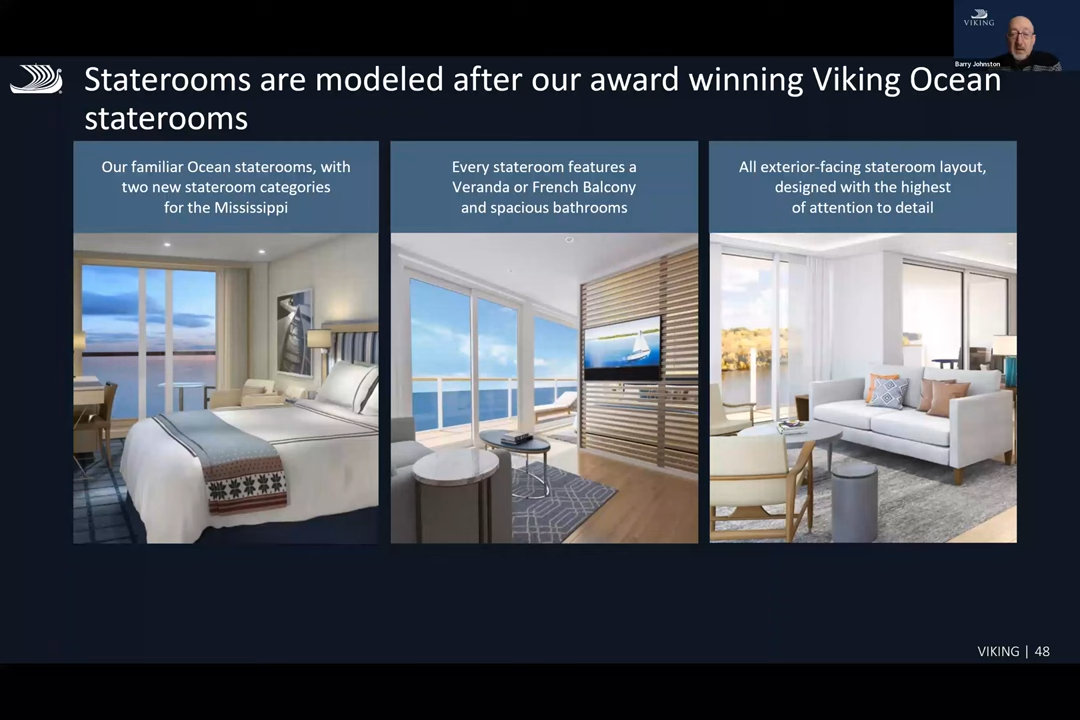 VIKING
Barry Johnston
Staterooms are modeled after our award winning Viking Ocean
staterooms
Our familiar Ocean staterooms, with
two new stateroom categories
for the Mississippi
Every stateroom features a
Veranda or French Balcony
and spacious bathrooms
All exterior-facing stateroom layout,
designed with the highest
of attention to detail
VIKING | 48